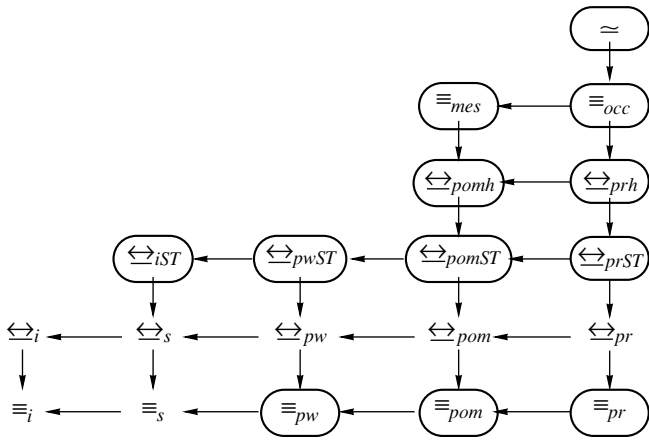 ≃
≡mes ≡occ
↔pomh ↔prh
↔iST ↔pwST ↔pomST ↔prST
↔i ↔s ↔pw ↔pom ↔pr
≡i ≡s ≡pw ≡pom ≡pr